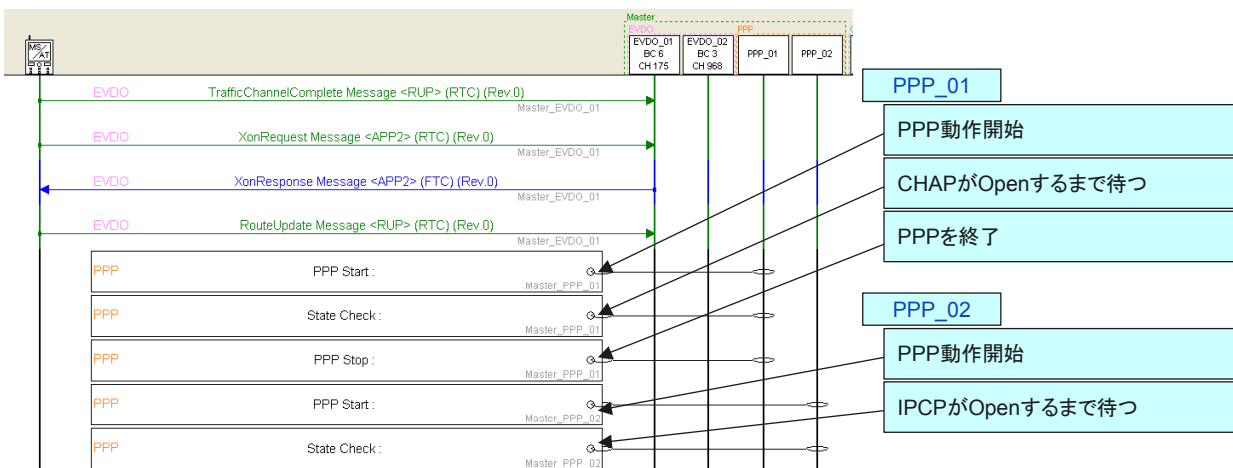 Master
EVDO
PPP
MS/AT
EVDO_01
BC 6
CH 175
EVDO_02
BC 3
CH 968
PPP_01
PPP_02
EVDO TrafficChannelComplete Message <RUP> (RTC) (Rev.0)
Master_EVDO_01
EVDO XonRequest Message <APP2> (RTC) (Rev.0)
Master_EVDO_01
EVDO XonResponse Message <APP2> (FTC) (Rev.0)
Master_EVDO_01
EVDO RouteUpdate Message <RUP> (RTC) (Rev.0)
Master_EVDO_01
PPP PPP Start :
Master_PPP_01
PPP State Check :
Master_PPP_01
PPP PPP Stop :
Master_PPP_01
PPP PPP Start :
Master_PPP_02
PPP State Check :
Master_PPP_02
PPP_01
PPP動作開始
CHAPがOpenするまで待つ
PPPを終了
PPP_02
PPP動作開始
IPCPがOpenするまで待つ